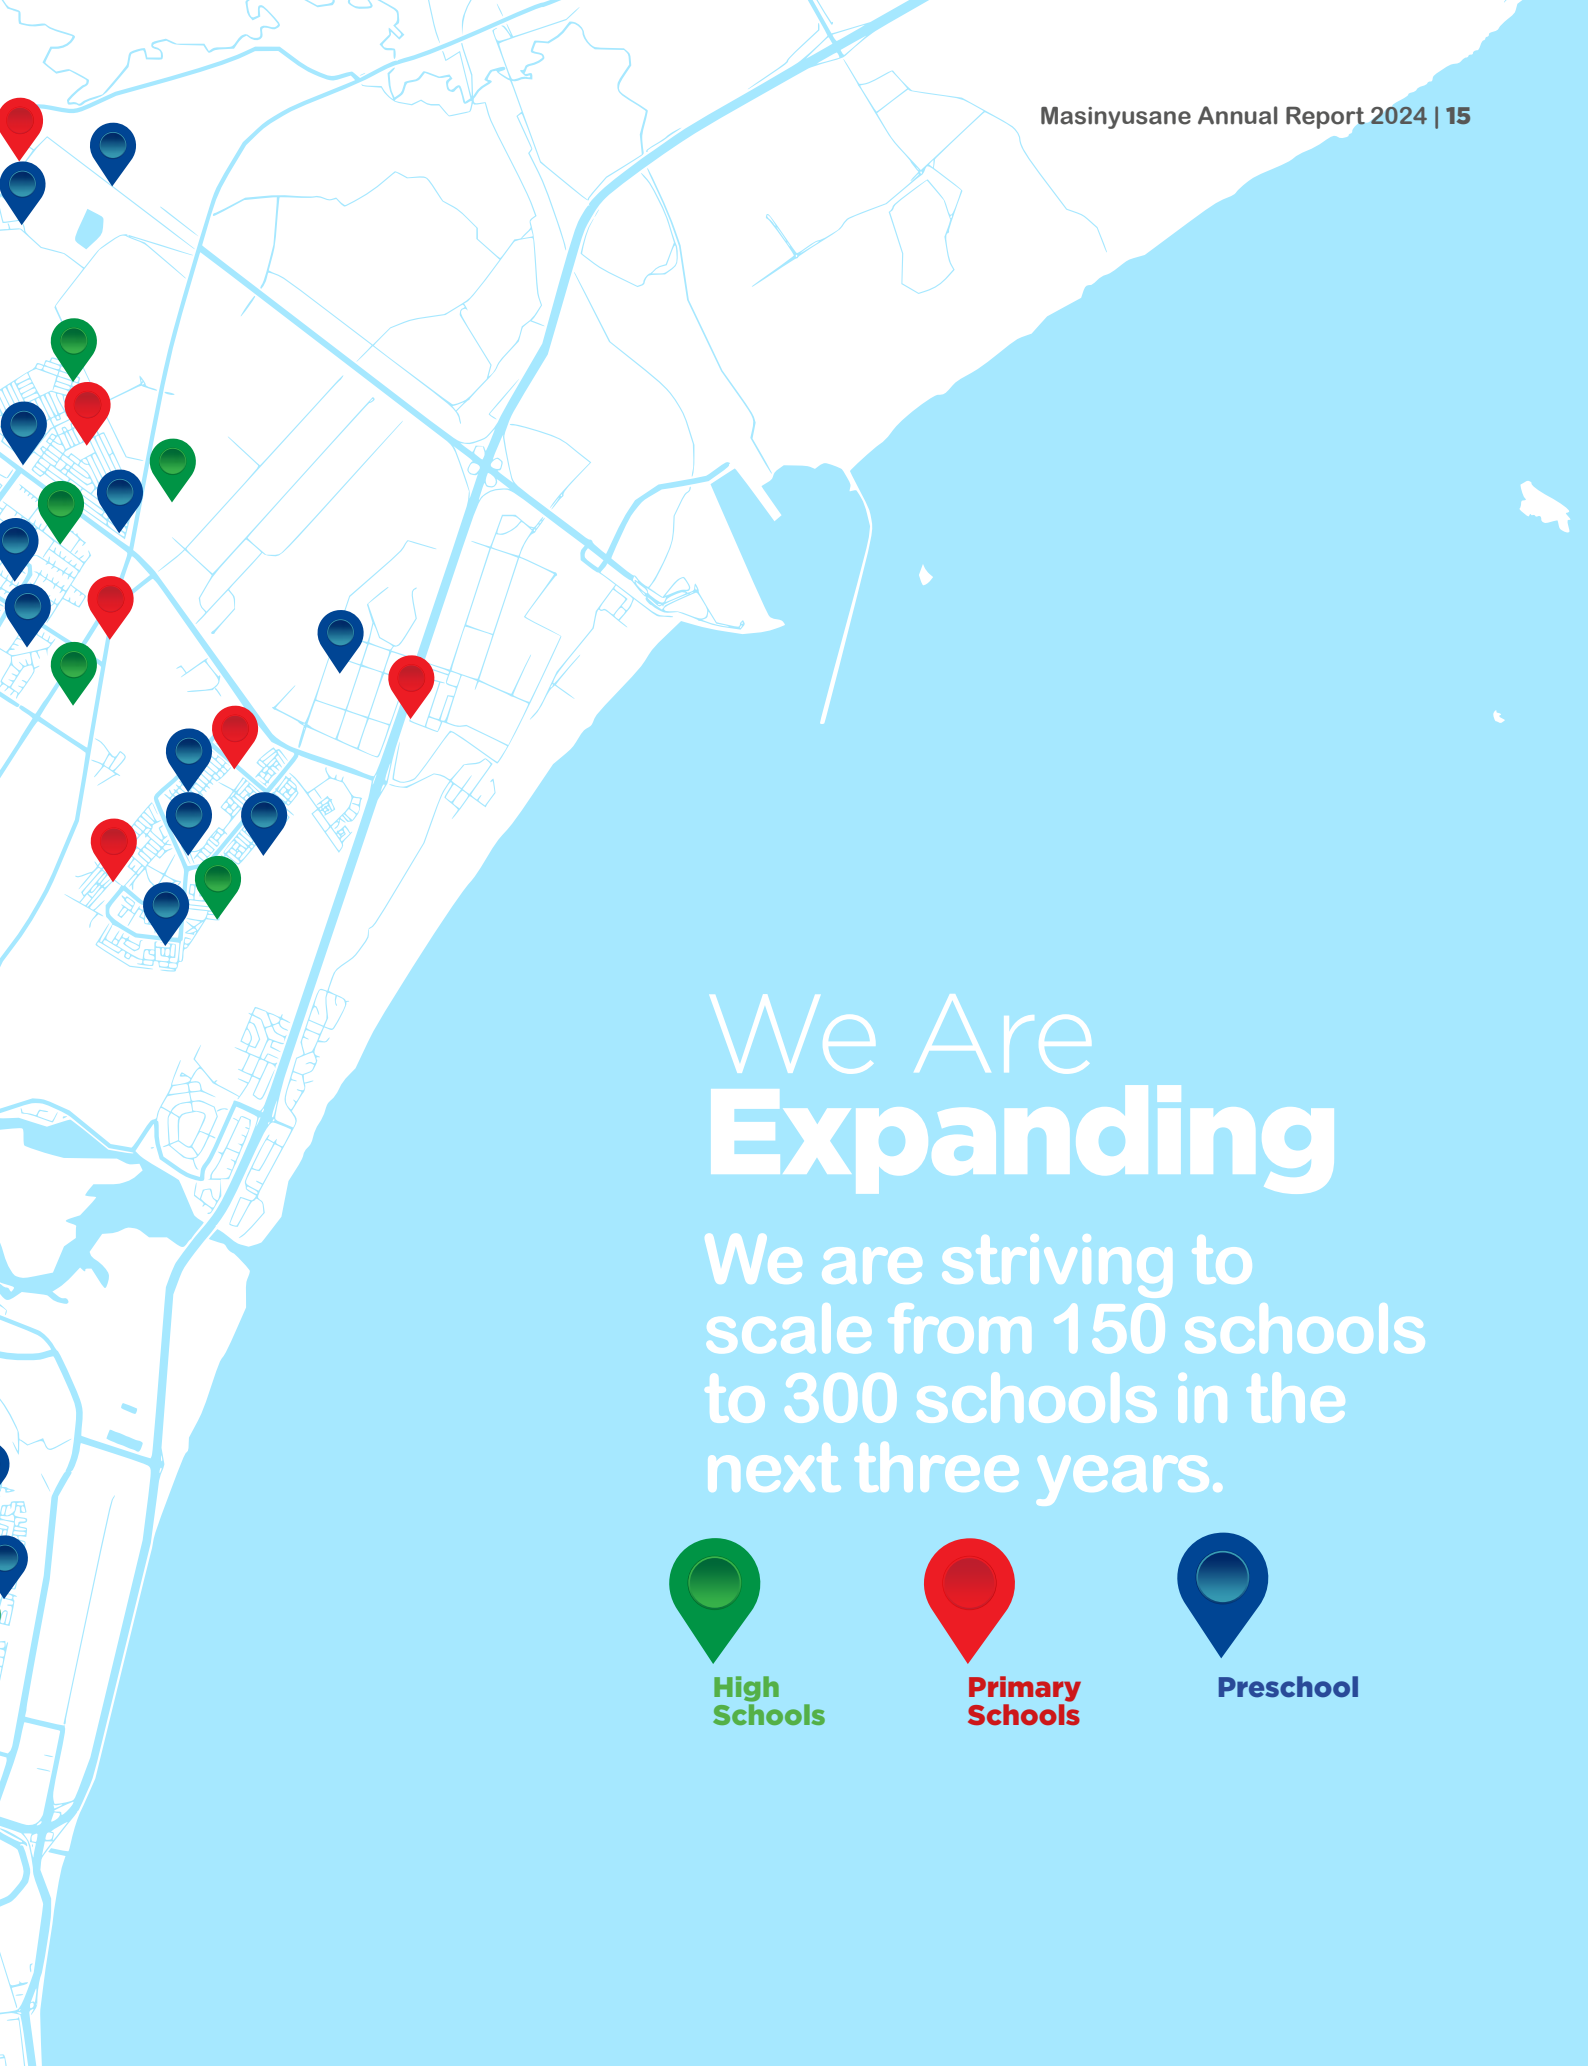 Masinyusane Annual Report 2024 | 15
We Are
Expanding
We are striving to
scale from 150 schools
to 300 schools in the
next three years.
High
Schools
Primary
Schools
Preschool